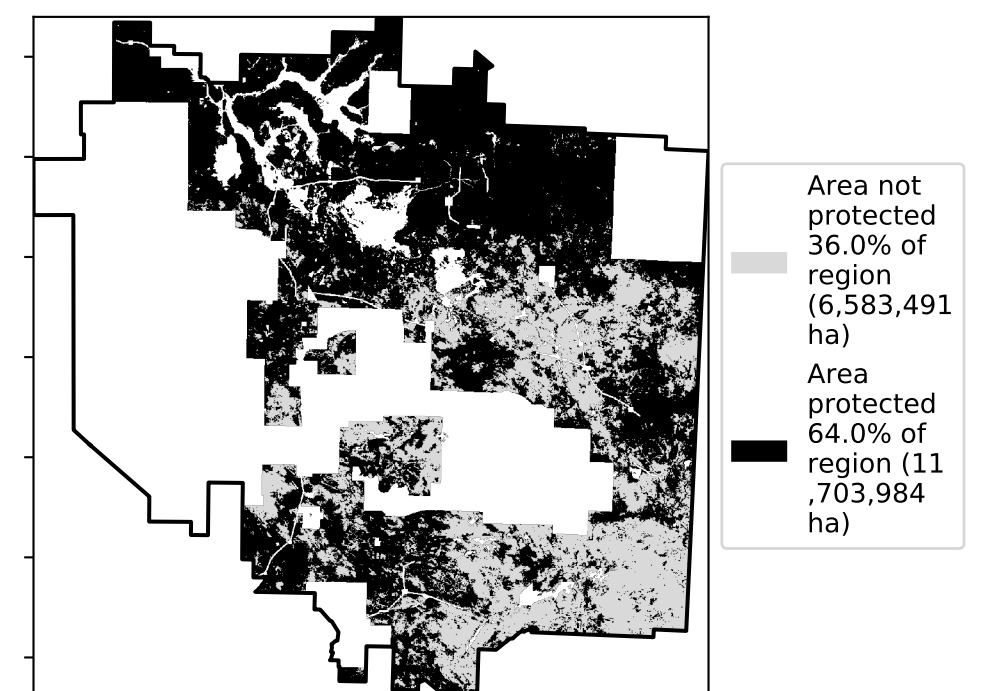 Area not
protected
36.0% of
region
(6,583,491
ha)
Area
protected
64.0% of
region (11
,703,984
ha)